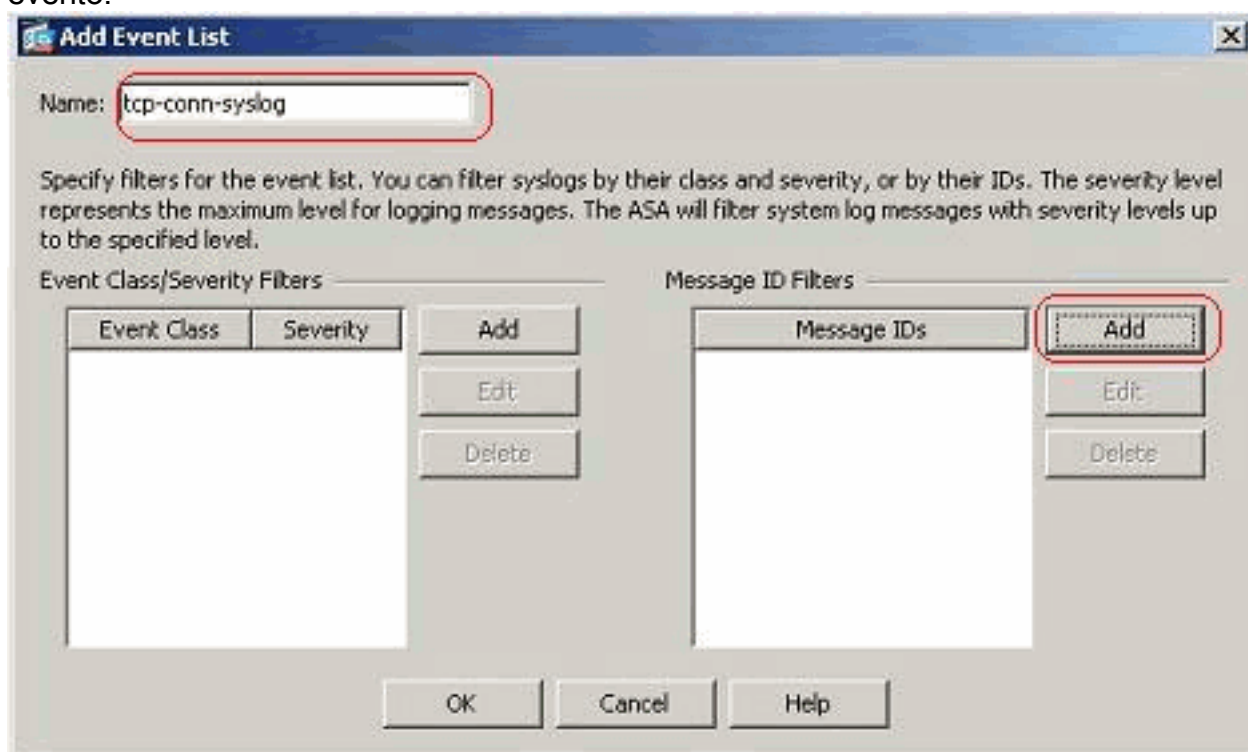 evento.
Add Event List
Name: tcp-conn-syslog
Specify filters for the event list. You can filter syslogs by their class and severity, or by their IDs. The severity level
represents the maximum level for logging messages. The ASA will filter system log messages with severity levels up
to the specified level.
Event Class/Severity Filters
Message ID Filters
Event Class Severity Add
Message IDs Add
Edit
Edit
Delete
Delete
OK Cancel Help